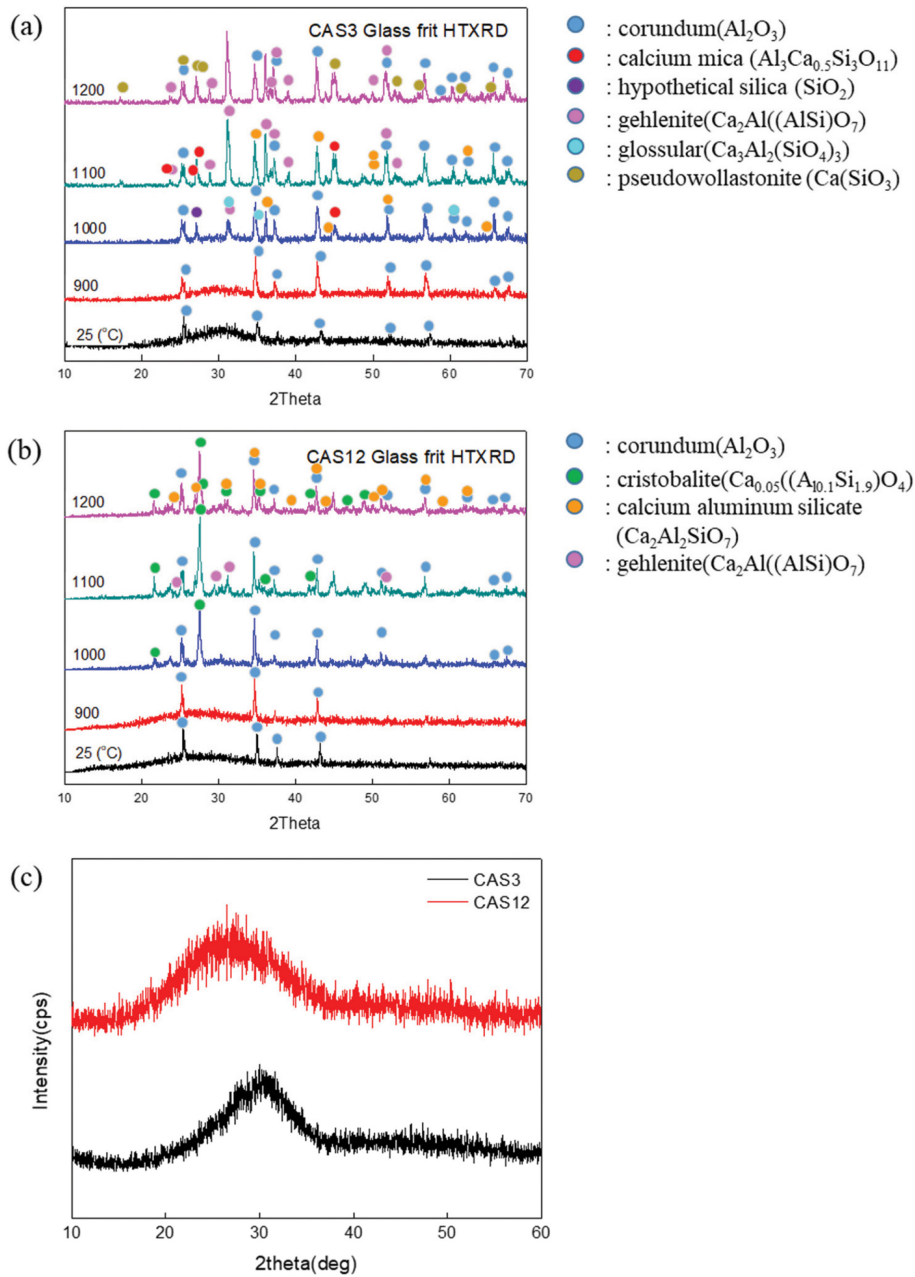 (a)
CAS3 Glass frit HTXRD
1200
1100
1000
900
25 (°C)
10 20 30 40 50 60 70
2Theta
: corundum(Al₂O₃)
: calcium mica (Al₃Ca₀.₅Si₃O₁₁)
: hypothetical silica (SiO₂)
: gehlenite(Ca₂Al((AlSi)O₇)
: glossular(Ca₃Al₂(SiO₄)₃)
: pseudowollastonite (Ca(SiO₃)
(b)
CAS12 Glass frit HTXRD
1200
1100
1000
900
25 (°C)
10 20 30 40 50 60 70
2Theta
: corundum(Al₂O₃)
: cristobalite(Ca₀.₀₅((Al₀.₁Si₁.₉)O₄)
: calcium aluminum silicate
(Ca₂Al₂SiO₇)
: gehlenite(Ca₂Al((AlSi)O₇)
(c)
CAS3
CAS12
Intensity(cps)
10 20 30 40 50 60
2theta(deg)